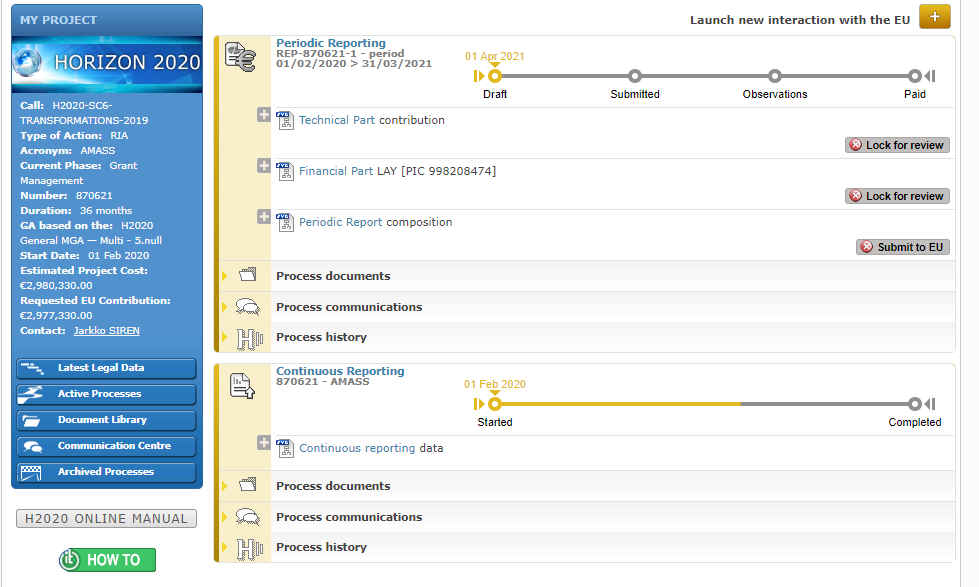 MY PROJECT
HORIZON 2020
Call: H2020-SC6-
TRANSFORMATIONS-2019
Type of Action: RIA
Acronym: AMASS
Current Phase: Grant
Management
Number: 870621
Duration: 36 months
GA based on the: H2020
General MGA — Multi - 5.null
Start Date: 01 Feb 2020
Estimated Project Cost:
€2,980,330.00
Requested EU Contribution:
€2,977,330.00
Contact: Jarkko SIREN
Latest Legal Data
Active Processes
Document Library
Communication Centre
Archived Processes
H2020 ONLINE MANUAL
it HOW TO
Launch new interaction with the EU +
Periodic Reporting
REP-870621-1 - period
01/02/2020 > 31/03/2021
01 Apr 2021
Draft Submitted Observations Paid
Technical Part contribution
Lock for review
Financial Part LAY [PIC 998208474]
Lock for review
Periodic Report composition
Submit to EU
Process documents
Process communications
Process history
Continuous Reporting
870621 - AMASS
01 Feb 2020
Started Completed
Continuous reporting data
Process documents
Process communications
Process history